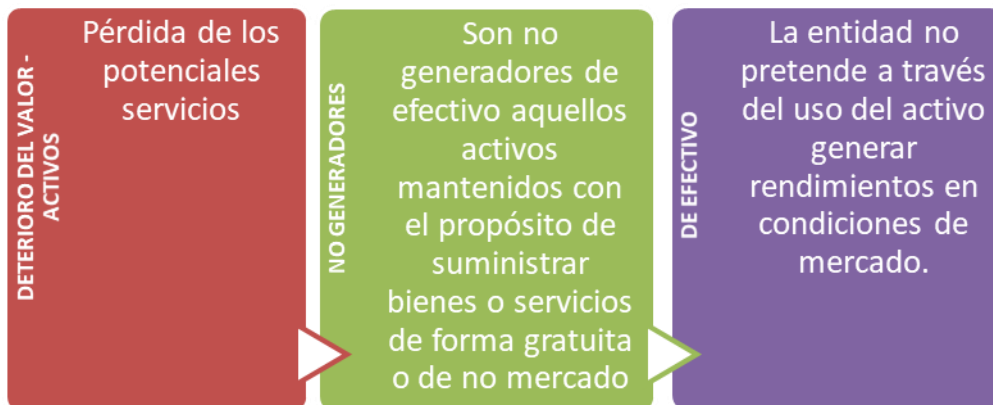 DETERIORO DEL VALOR -
ACTIVOS
Pérdida de los
potenciales
servicios
NO GENERADORES
Son no
generadores de
efectivo aquellos
activos
mantenidos con
el propósito de
suministrar
bienes o servicios
de forma gratuita
o de no mercado
DE EFECTIVO
La entidad no
pretende a través
del uso del activo
generar
rendimientos en
condiciones de
mercado.